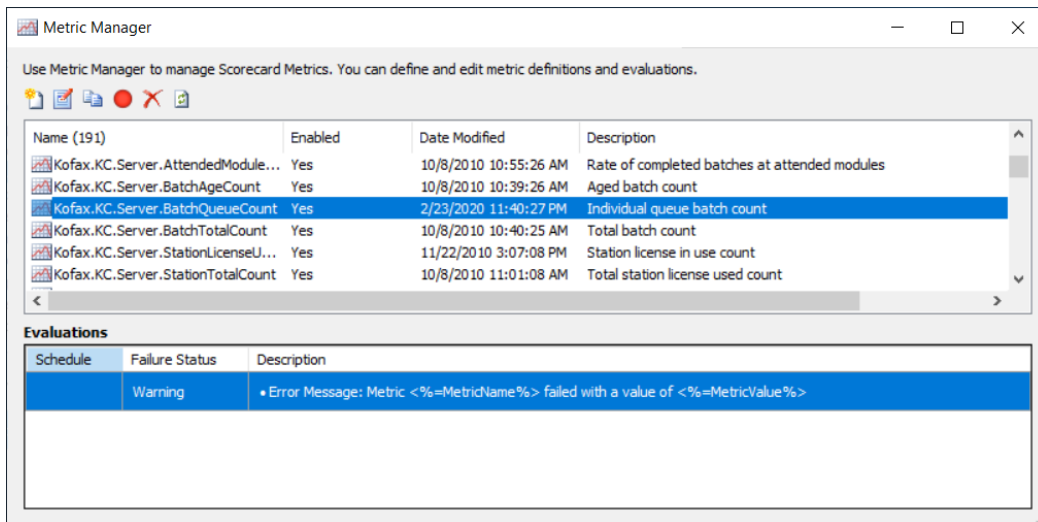 Metric Manager
Use Metric Manager to manage Scorecard Metrics. You can define and edit metric definitions and evaluations.
Name (191) Enabled Date Modified Description
Kofax.KC.Server.AttendedModule... Yes 10/8/2010 10:55:26 AM Rate of completed batches at attended modules
Kofax.KC.Server.BatchAgeCount Yes 10/8/2010 10:39:26 AM Aged batch count
Kofax.KC.Server.BatchQueueCount Yes 2/23/2020 11:40:27 PM Individual queue batch count
Kofax.KC.Server.BatchTotalCount Yes 10/8/2010 10:40:25 AM Total batch count
Kofax.KC.Server.StationLicenseU... Yes 11/22/2010 3:07:08 PM Station license in use count
Kofax.KC.Server.StationTotalCount Yes 10/8/2010 11:01:08 AM Total station license used count
Evaluations
Schedule Failure Status Description
Warning • Error Message: Metric <%=MetricName%> failed with a value of <%=MetricValue%>